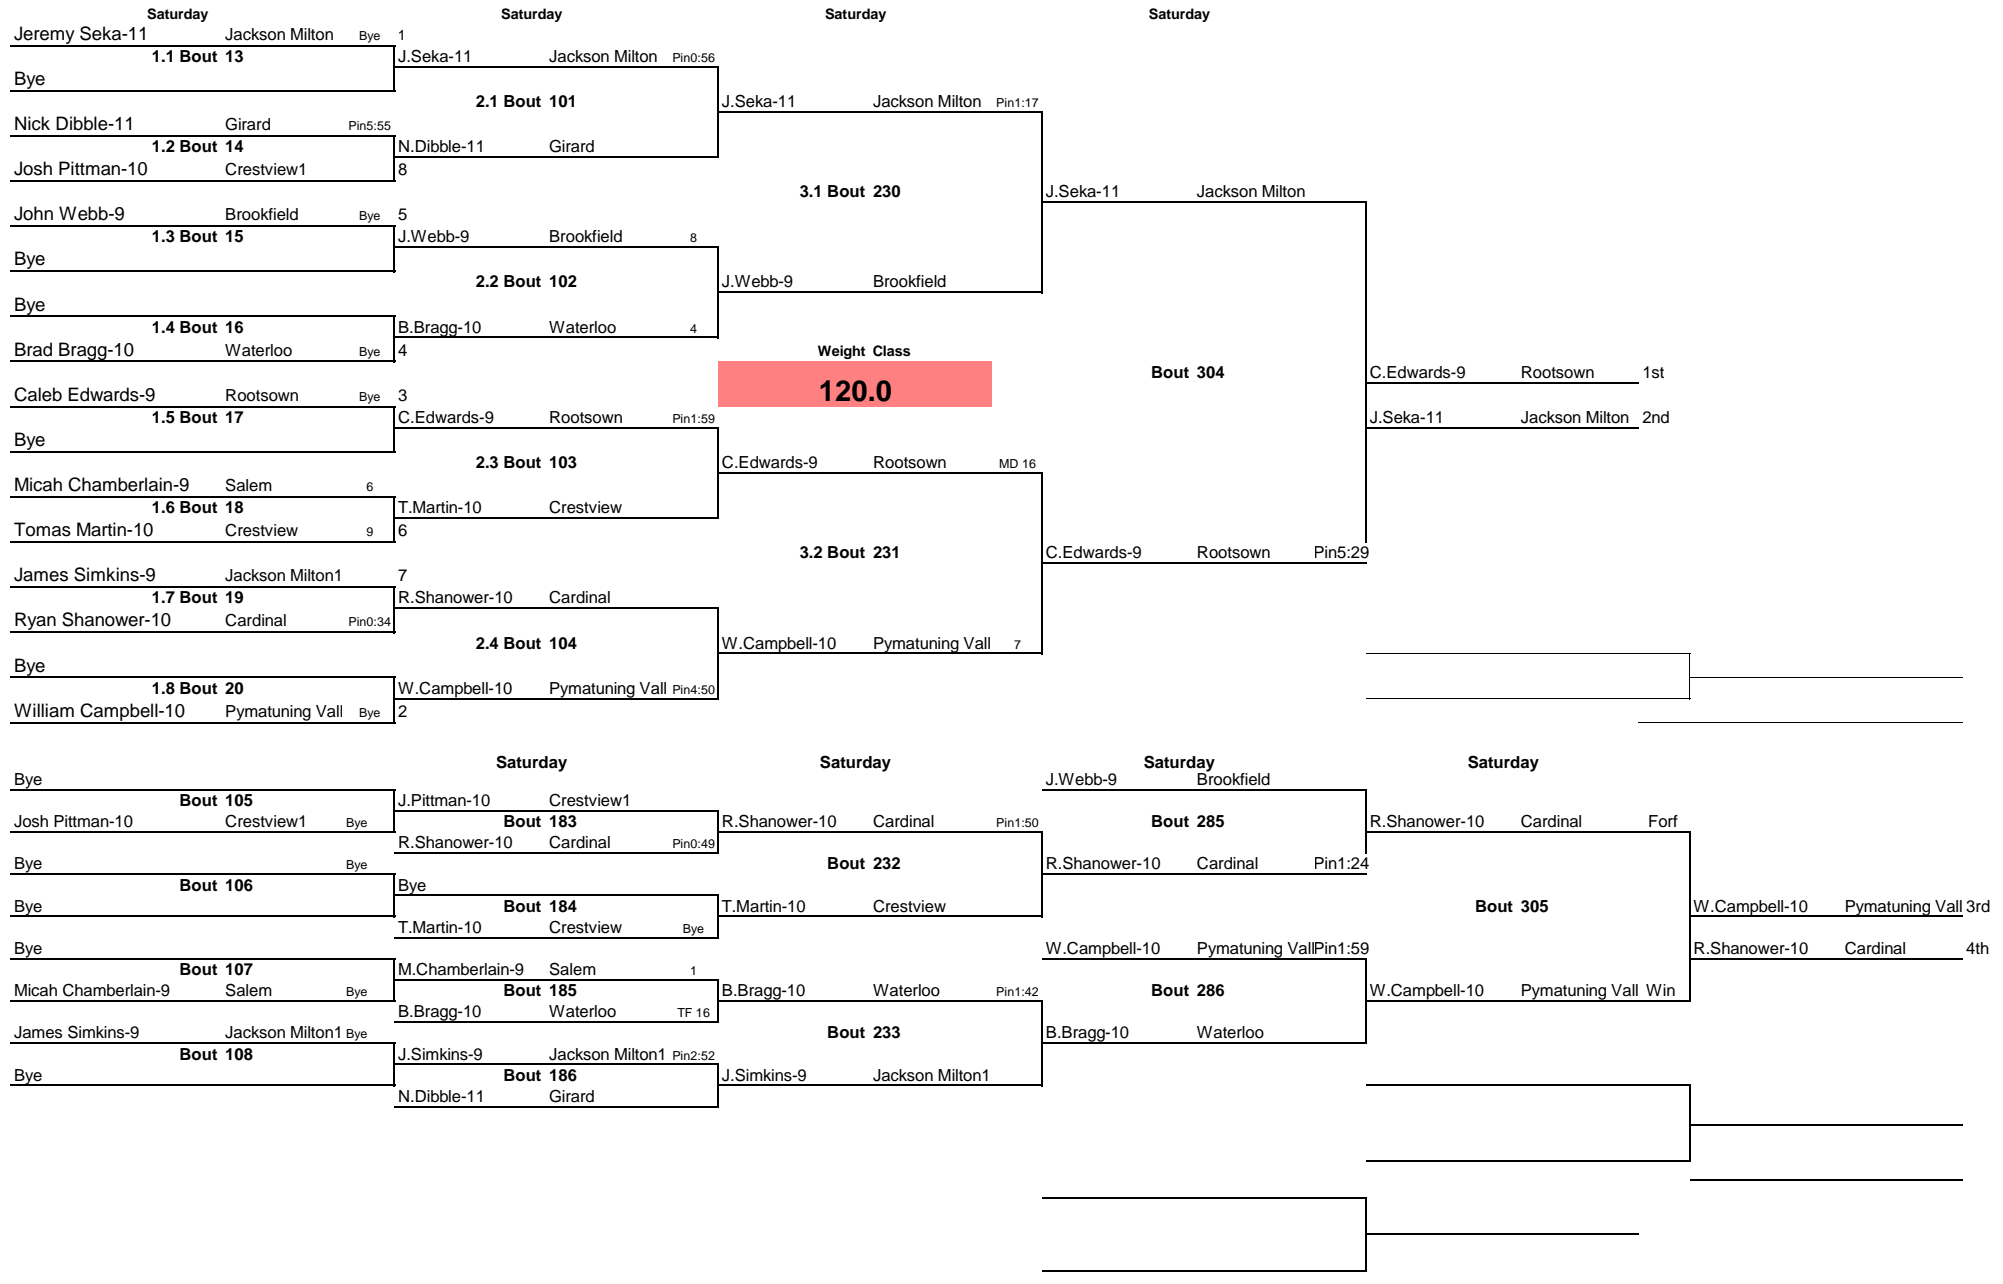 Saturday Saturday Saturday Saturday
Jeremy Seka-11 Jackson Milton Bye 1
1.1 Bout 13 J.Seka-11 Jackson Milton Pin0:56
Bye
2.1 Bout 101 J.Seka-11 Jackson Milton Pin1:17
Nick Dibble-11 Girard Pin5:55
1.2 Bout 14 N.Dibble-11 Girard
Josh Pittman-10 Crestview1 8
3.1 Bout 230 J.Seka-11 Jackson Milton
John Webb-9 Brookfield Bye 5
1.3 Bout 15 J.Webb-9 Brookfield 8
Bye
2.2 Bout 102 J.Webb-9 Brookfield
Bye
1.4 Bout 16 B.Bragg-10 Waterloo 4
Brad Bragg-10 Waterloo Bye 4 Weight Class
Bout 304 C.Edwards-9 Rootsown 1st
Caleb Edwards-9 Rootsown Bye 3 120.0
1.5 Bout 17 C.Edwards-9 Rootsown Pin1:59 J.Seka-11 Jackson Milton 2nd
Bye
2.3 Bout 103 C.Edwards-9 Rootsown MD 16
Micah Chamberlain-9 Salem 6
1.6 Bout 18 T.Martin-10 Crestview
Tomas Martin-10 Crestview 9 6
3.2 Bout 231 C.Edwards-9 Rootsown Pin5:29
James Simkins-9 Jackson Milton1 7
1.7 Bout 19 R.Shanower-10 Cardinal
Ryan Shanower-10 Cardinal Pin0:34
2.4 Bout 104 W.Campbell-10 Pymatuning Vall 7
Bye
1.8 Bout 20 W.Campbell-10 Pymatuning Vall Pin4:50
William Campbell-10 Pymatuning Vall Bye 2
Saturday Saturday Saturday Saturday
Bye J.Webb-9 Brookfield
Bout 105 J.Pittman-10 Crestview1
Josh Pittman-10 Crestview1 Bye Bout 183 R.Shanower-10 Cardinal Pin1:50 Bout 285 R.Shanower-10 Cardinal Forf
R.Shanower-10 Cardinal Pin0:49
Bye Bye Bout 232 R.Shanower-10 Cardinal Pin1:24
Bout 106 Bye
Bye Bout 184 T.Martin-10 Crestview Bout 305 W.Campbell-10 Pymatuning Vall 3rd
T.Martin-10 Crestview Bye
Bye W.Campbell-10 Pymatuning Vall Pin1:59 R.Shanower-10 Cardinal 4th
Bout 107 M.Chamberlain-9 Salem 1
Micah Chamberlain-9 Salem Bye Bout 185 B.Bragg-10 Waterloo Pin1:42 Bout 286 W.Campbell-10 Pymatuning Vall Win
B.Bragg-10 Waterloo TF 16
James Simkins-9 Jackson Milton1 Bye Bout 233 B.Bragg-10 Waterloo
Bout 108 J.Simkins-9 Jackson Milton1 Pin2:52
Bye Bout 186 J.Simkins-9 Jackson Milton1
N.Dibble-11 Girard